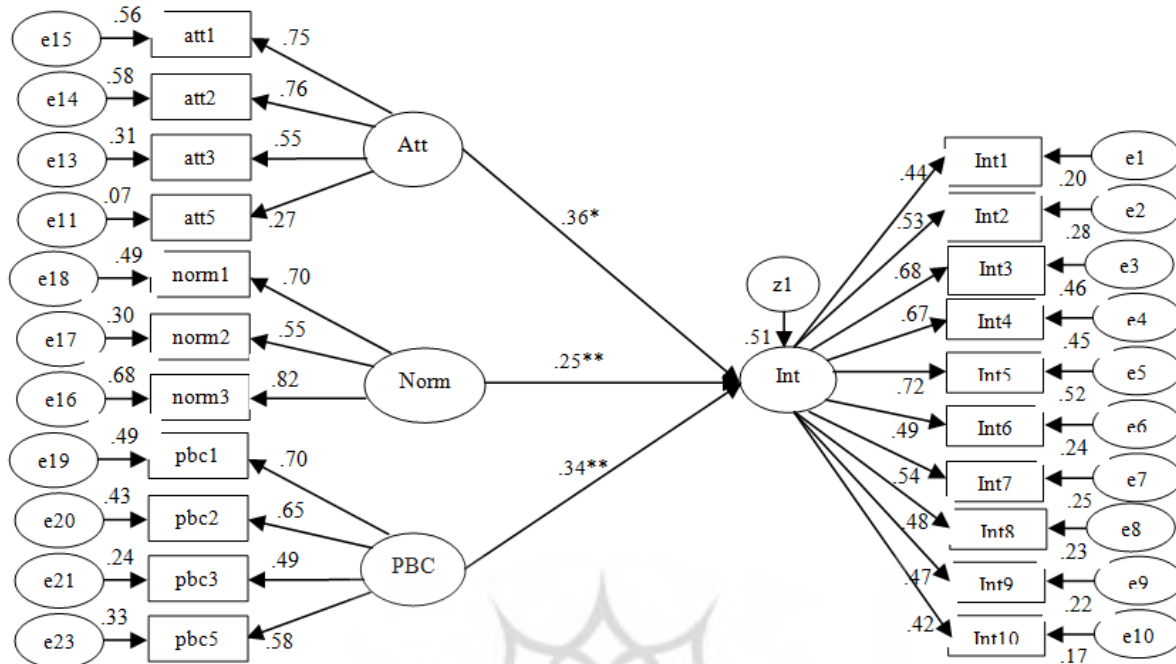 e15 .56 att1 .75
e14 .58 att2 .76
e13 .31 att3 .55
e11 .07 att5 .27
Att
.36*
e18 .49 norm1 .70
e17 .30 norm2 .55
e16 .68 norm3 .82
Norm
.25**
e19 .49 pbc1 .70
e20 .43 pbc2 .65
e21 .24 pbc3 .49
e23 .33 pbc5 .58
PBC
.34**
z1
.51
Int
.44 Int1 .20 e1
.53 Int2 .28 e2
.68 Int3 .46 e3
.67 Int4 .45 e4
.72 Int5 .52 e5
.49 Int6 .24 e6
.54 Int7 .25 e7
.48 Int8 .23 e8
.47 Int9 .22 e9
.42 Int10 .17 e10